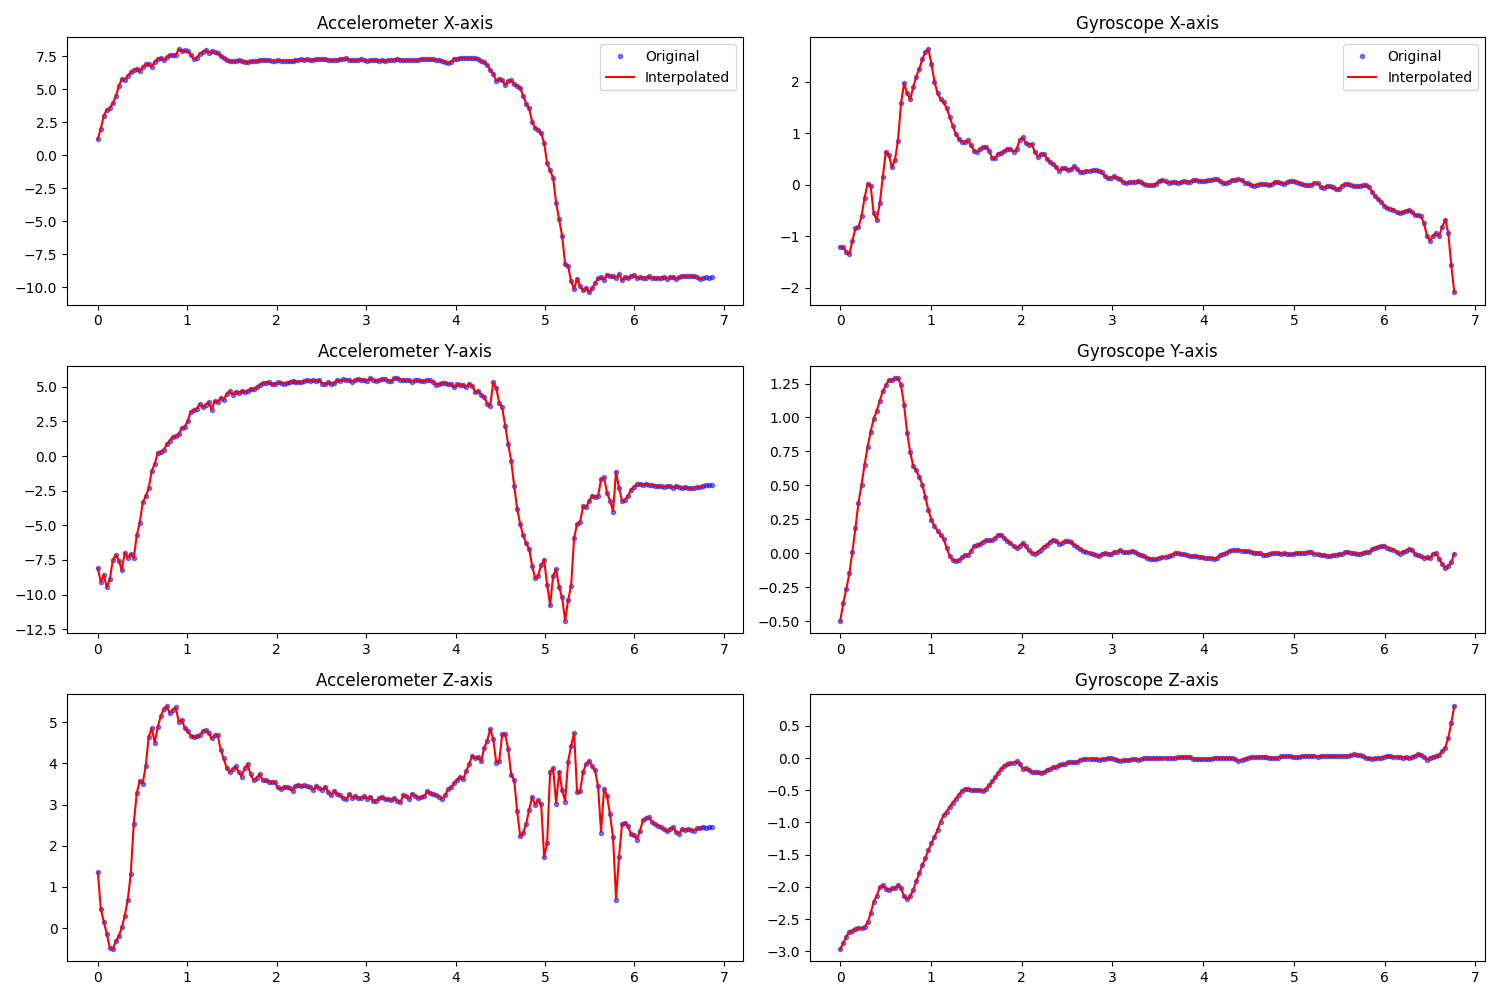 Accelerometer X-axis
7.5
5.0
2.5
0.0
−2.5
−5.0
−7.5
−10.0
0 1 2 3 4 5 6 7
Original
Interpolated
Gyroscope X-axis
2
1
0
−1
−2
0 1 2 3 4 5 6 7
Original
Interpolated
Accelerometer Y-axis
5.0
2.5
0.0
−2.5
−5.0
−7.5
−10.0
−12.5
0 1 2 3 4 5 6 7
Gyroscope Y-axis
1.25
1.00
0.75
0.50
0.25
0.00
−0.25
−0.50
0 1 2 3 4 5 6 7
Accelerometer Z-axis
5
4
3
2
1
0
0 1 2 3 4 5 6 7
Gyroscope Z-axis
0.5
0.0
−0.5
−1.0
−1.5
−2.0
−2.5
−3.0
0 1 2 3 4 5 6 7